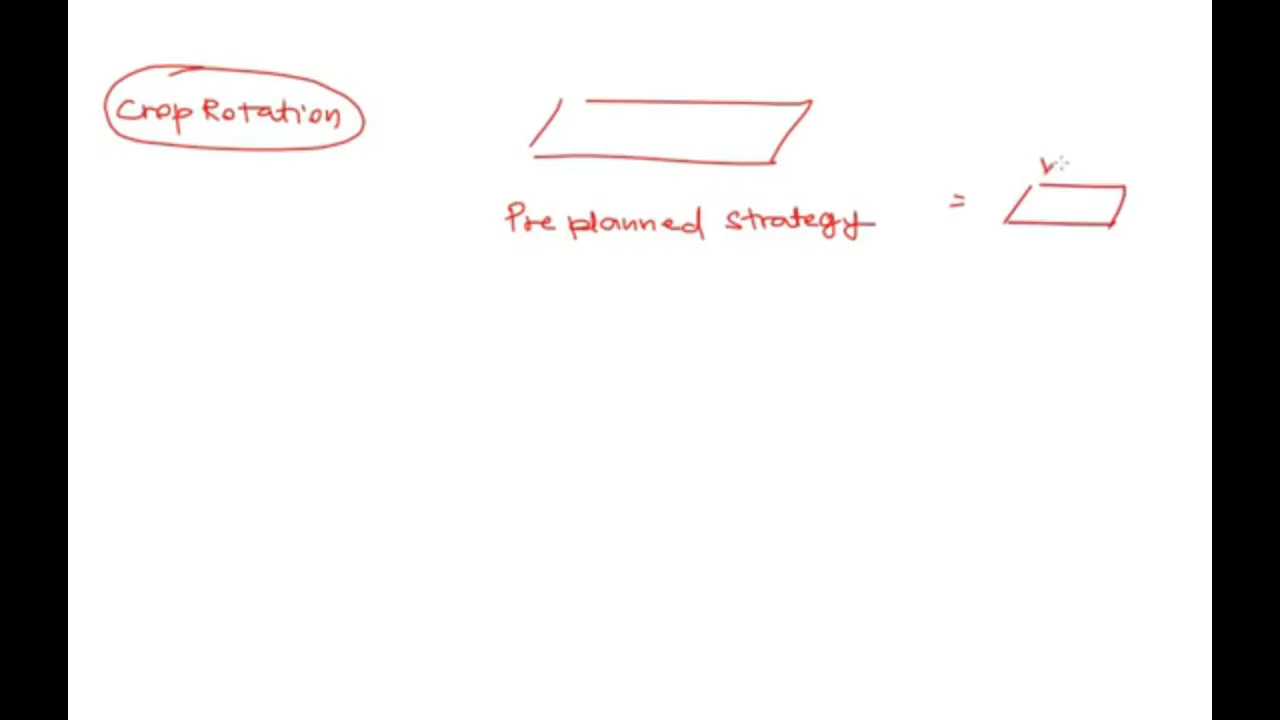 Crop Rotation
Pre planned strategy
=